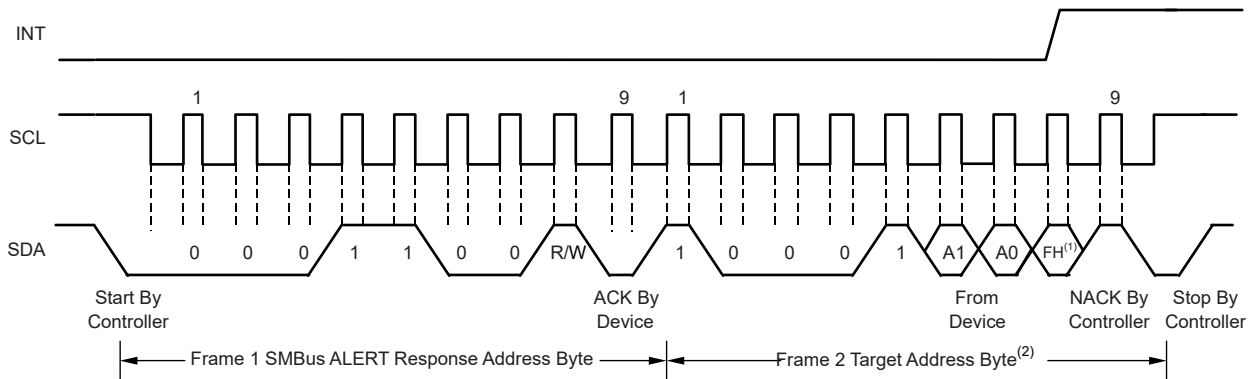 INT
1 9 1 9
SCL
SDA 0 0 0 1 1 0 0 R/W 1 0 0 0 1 A1 A0 FH(1)
Start By
Controller
ACK By
Device
From
Device
NACK By
Controller
Stop By
Controller
Frame 1 SMBus ALERT Response Address Byte
Frame 2 Target Address Byte(2)